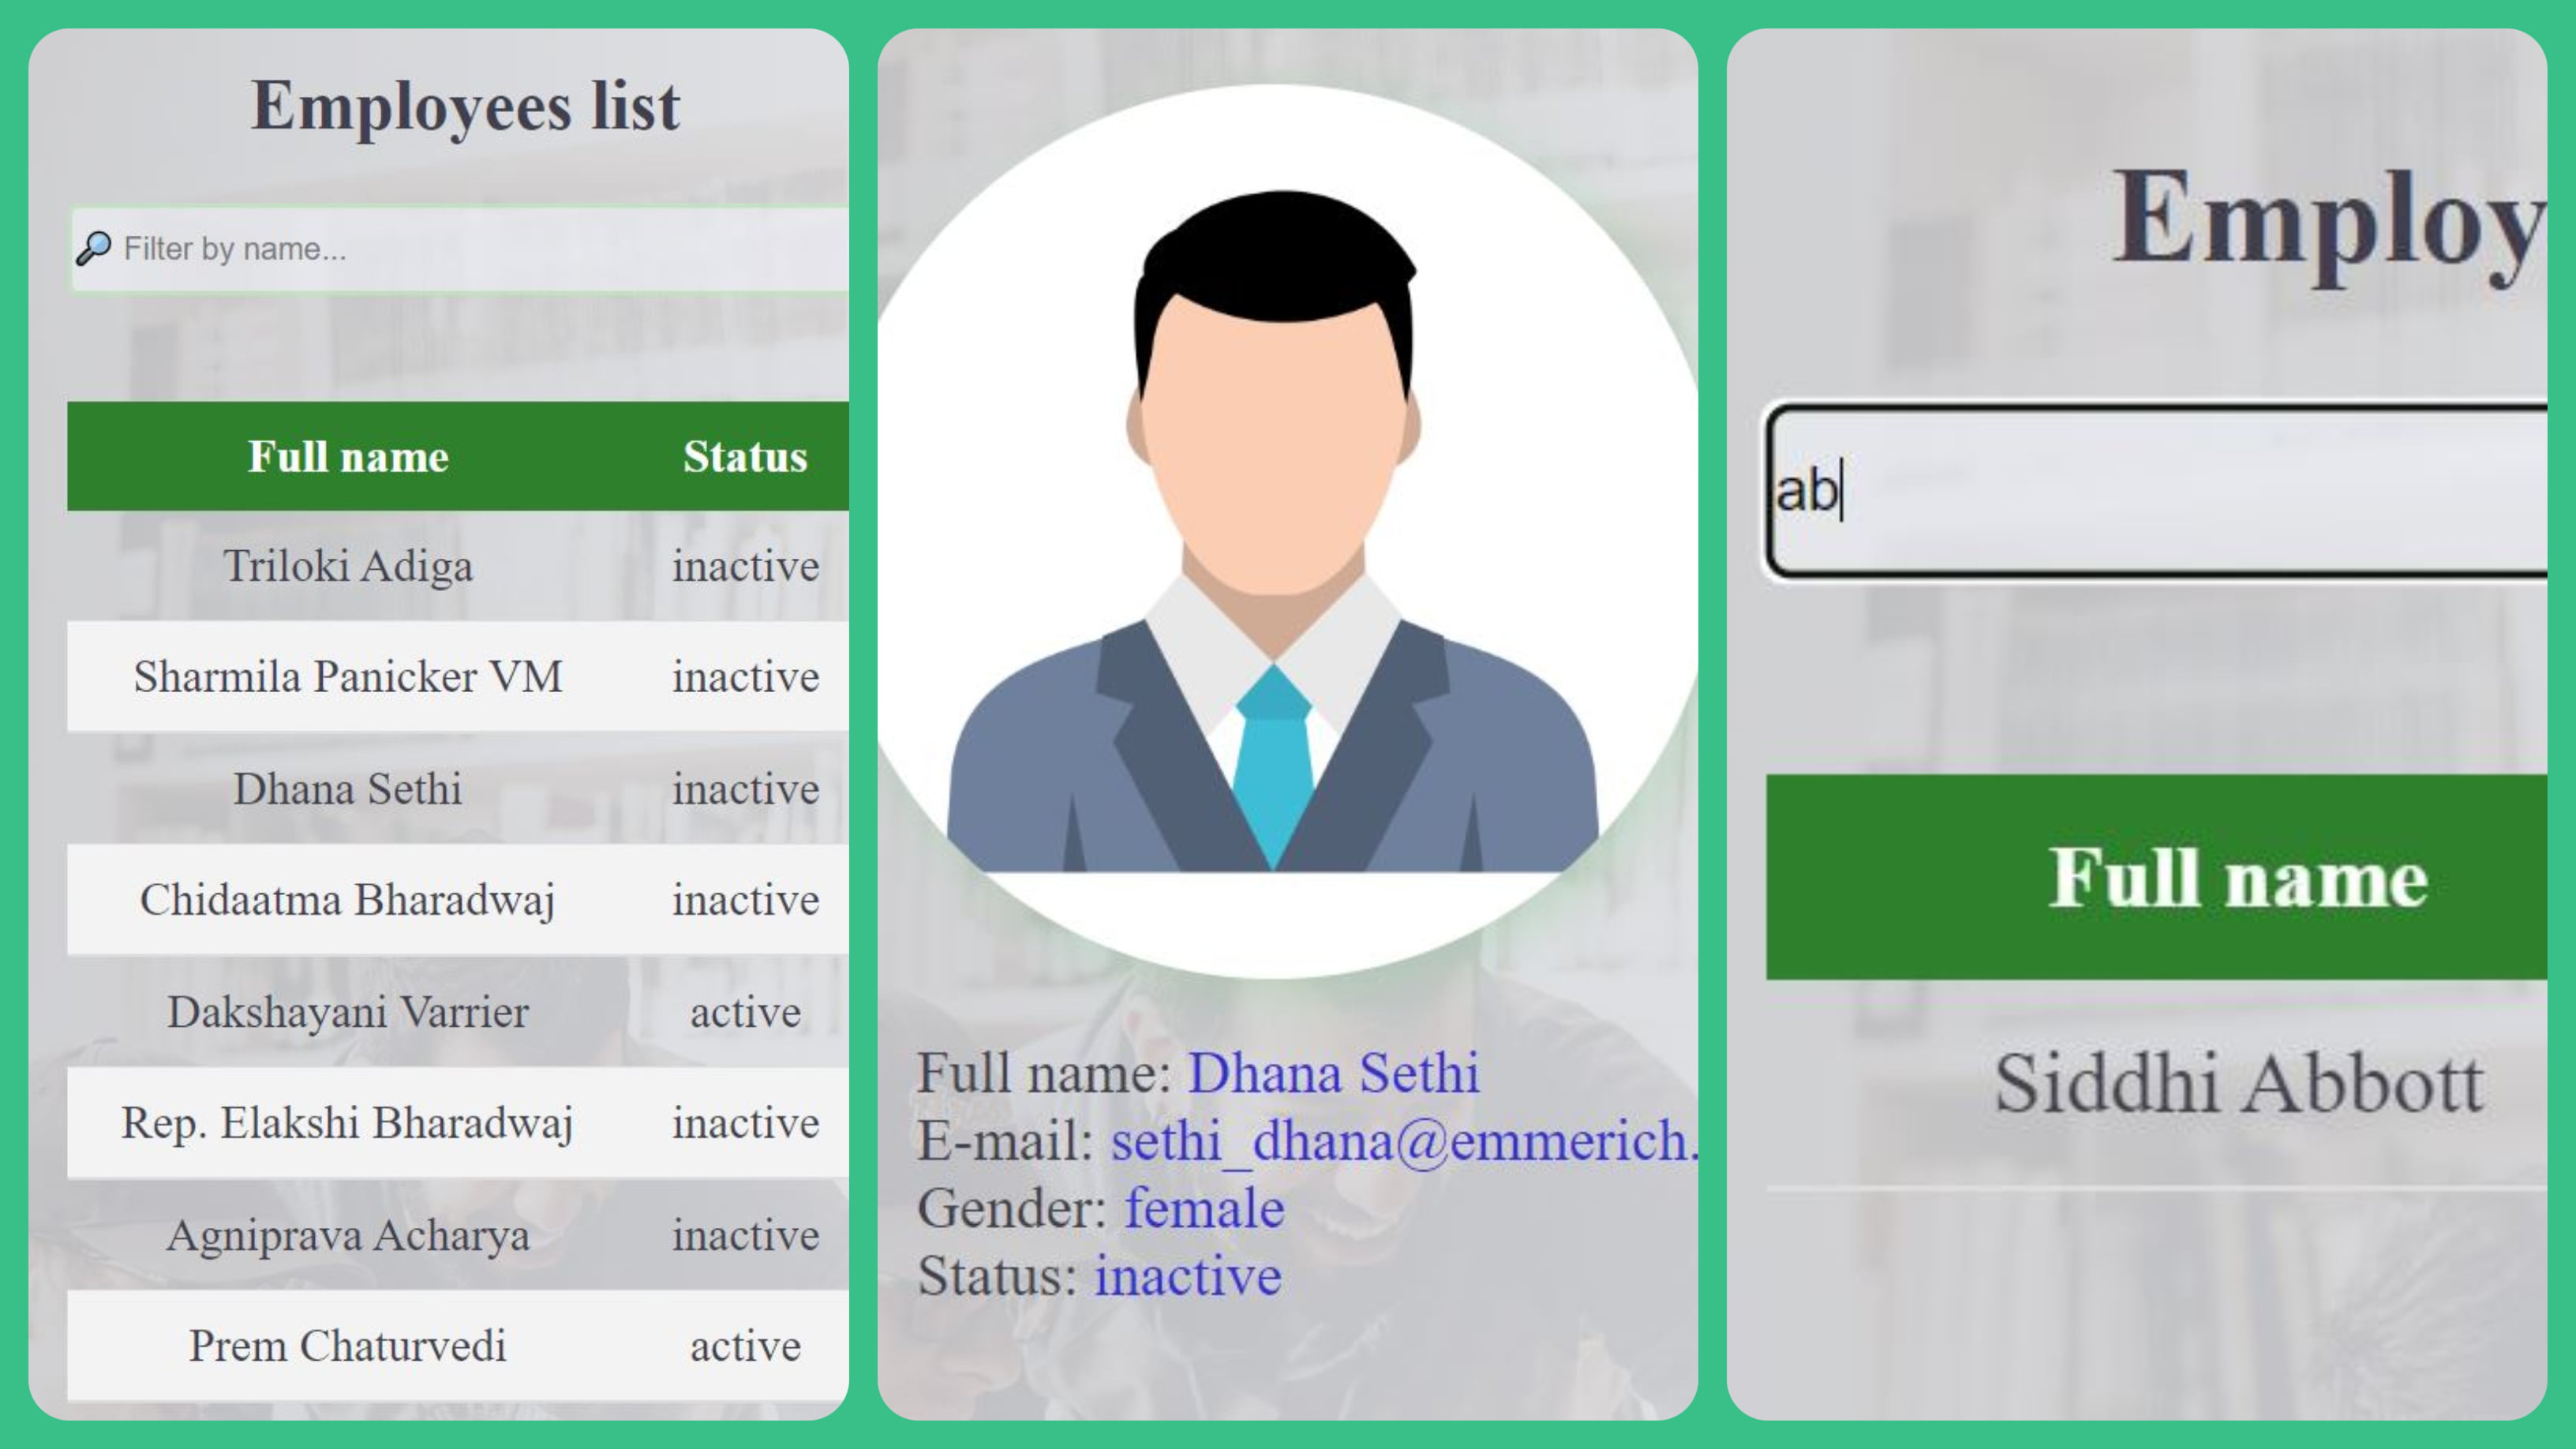 Employees list
Filter by name...
Full name Status
Triloki Adiga inactive
Sharmila Panicker VM inactive
Dhana Sethi inactive
Chidaatma Bharadwaj inactive
Dakshayani Varrier active
Rep. Elakshi Bharadwaj inactive
Agniprava Acharya inactive
Prem Chaturvedi active
Full name: Dhana Sethi
E-mail: sethi_dhana@emmerich.
Gender: female
Status: inactive
Employ
ab
Full name
Siddhi Abbott